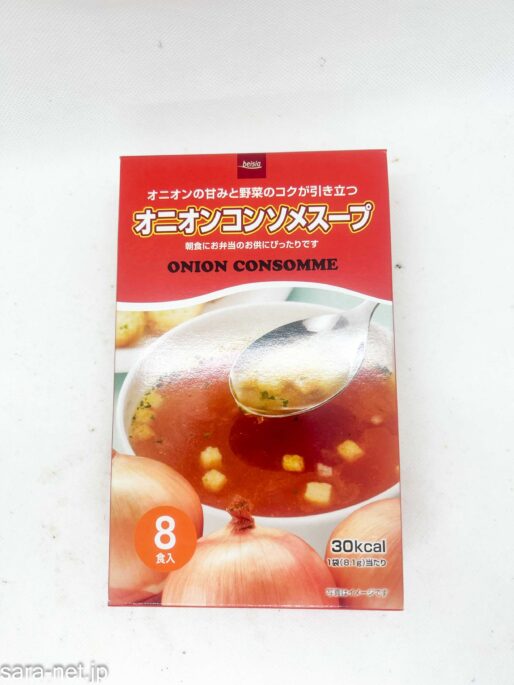 beisia
オニオンの甘みと野菜のコクが引き立つ
オニオンコンソメスープ
朝食にお弁当のお供にぴったりです
ONION CONSOMME
8
食入
30kcal
1袋(8.1g)当たり
写真はイメージです
sara-net.jp